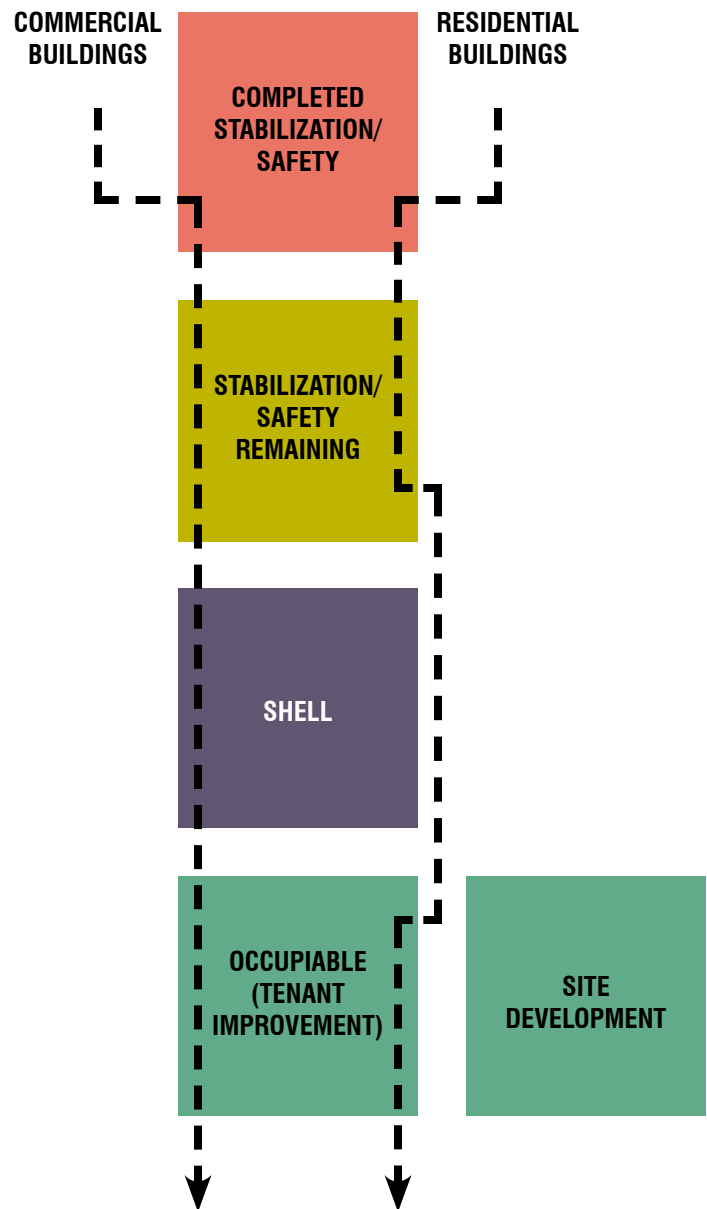 COMMERCIAL
BUILDINGS
RESIDENTIAL
BUILDINGS
COMPLETED
STABILIZATION/
SAFETY
STABILIZATION/
SAFETY
REMAINING
SHELL
OCCUPIABLE
(TENANT
IMPROVEMENT)
SITE
DEVELOPMENT